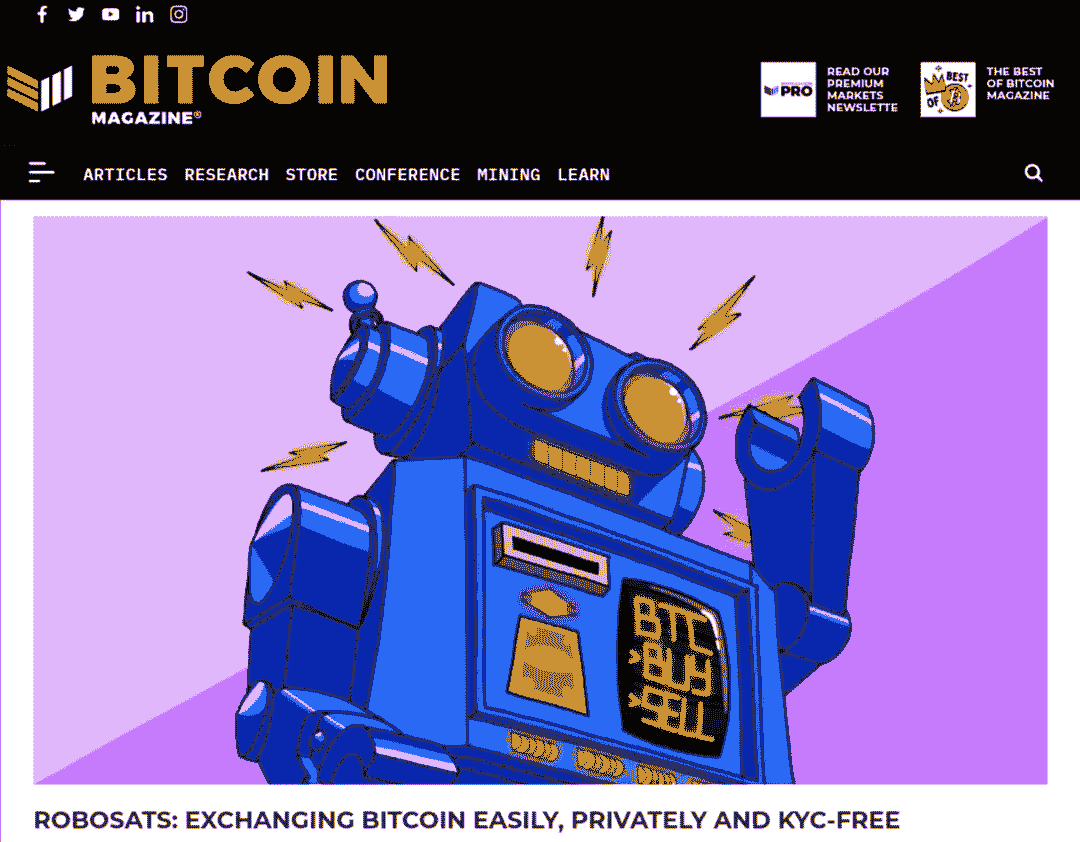 BITCOIN
MAGAZINE®
PRO
READ OUR
PREMIUM
MARKETS
NEWSLETTE
BEST
OF
THE BEST
OF BITCOIN
MAGAZINE
ARTICLES RESEARCH STORE CONFERENCE MINING LEARN
BTC
> BUY
> SELL
ROBOSATS: EXCHANGING BITCOIN EASILY, PRIVATELY AND KYC-FREE